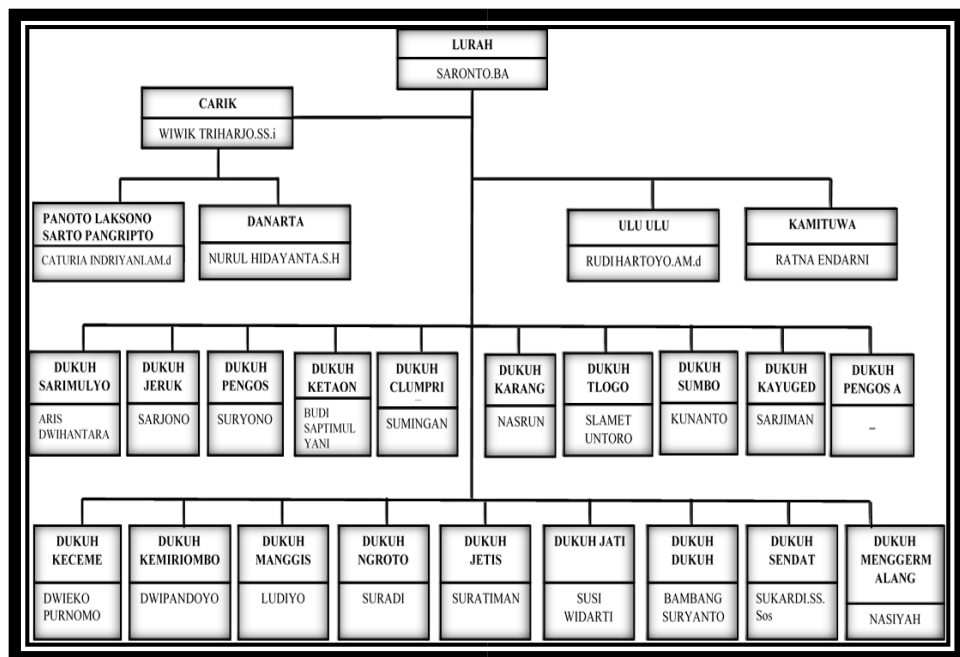 LURAH
SARONTO.BA
CARIK
WIWIK TRIHARJO.SS.i
PANOTO LAKSONO
SARTO PANGRIPTO
CATURIA INDRIYANI.AM.d
DANARTA
NURUL HIDAYANTA.S.H
ULU ULU
RUDI HARTOYO.AM.d
KAMITUWA
RATNA ENDARNI
DUKUH
SARIMULYO
ARIS
DWIHANTARA
DUKUH
JERUK
SARJONO
DUKUH
PENGOS
SURYONO
DUKUH
KETAON
BUDI
SAPTIMUL
YANI
DUKUH
CLUMPRI
–
SUMINGAN
DUKUH
KARANG
NASRUN
DUKUH
TLOGO
SLAMET
UNTORO
DUKUH
SUMBO
KUNANTO
DUKUH
KAYUGED
SARJIMAN
DUKUH
PENGOS A
–
DUKUH
KECEME
DWIEKO
PURNOMO
DUKUH
KEMIRIOMBO
DWIPANDOYO
DUKUH
MANGGIS
LUDIYO
DUKUH
NGROTO
SURADI
DUKUH
JETIS
SURATIMAN
DUKUH JATI
SUSI
WIDARTI
DUKUH
DUKUH
BAMBANG
SURYANTO
DUKUH
SENDAT
SUKARDI.SS.
Sos
DUKUH
MENGGERM
ALANG
NASIYAH